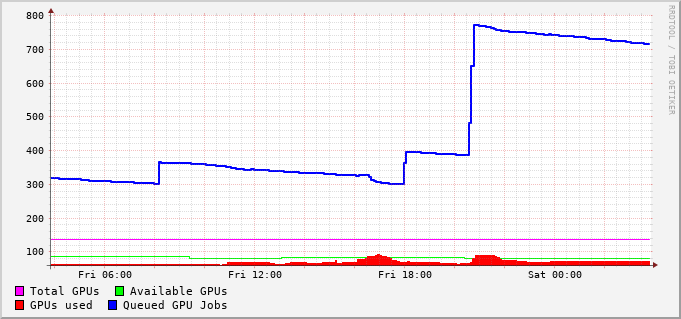 800
700
600
500
400
300
200
100
Fri 06:00 Fri 12:00 Fri 18:00 Sat 00:00
Total GPUs Available GPUs
GPUs used Queued GPU Jobs
RRDTOOL / TOBI OETIKER